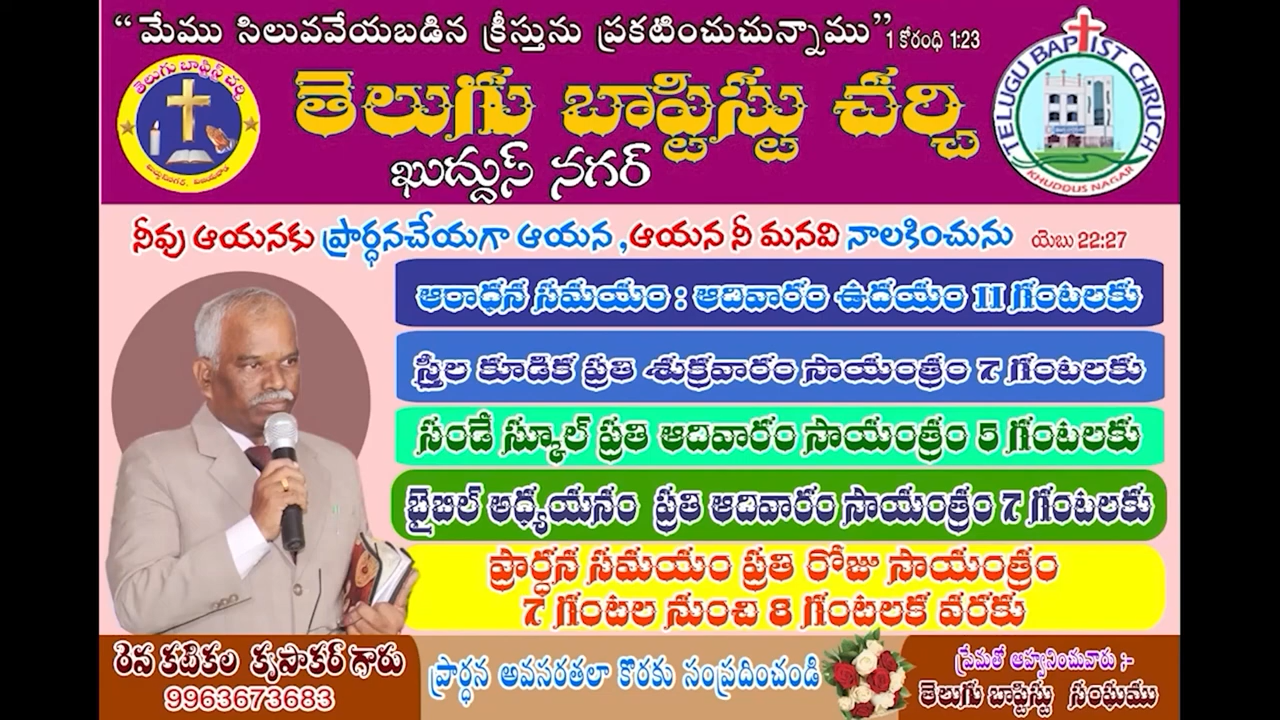 “మేము సిలువవేయబడిన క్రీస్తును ప్రకటించుచున్నాము” 1 కోరంథి 1:23
తెలుగు బాప్టిస్టు చర్చి
ఖుద్దుస్ నగర్
తెలుగు బాప్టిస్ట్ చర్చి
TELUGU BAPTIST CHRUCH
KHUDDUS NAGAR
నీవు ఆయనకు ప్రార్ధనచేయగా ఆయన ,ఆయన నీ మనవి నాలకించును యెబు 22:27
ఆరాధన సమయం : ఆదివారం ఉదయం 11 గంటలకు
స్త్రీల కూడిక ప్రతి శుక్రవారం సాయంత్రం 7 గంటలకు
సండే స్కూల్ ప్రతి ఆదివారం సాయంత్రం 5 గంటలకు
బైబిల్ అధ్యయనం ప్రతి ఆదివారం సాయంత్రం 7 గంటలకు
ప్రార్ధన సమయం ప్రతి రోజు సాయంత్రం
7 గంటల నుంచి 8 గంటలక వరకు
రెవ కటికల కృపాకర్ గారు
9963673683
ప్రార్ధన అవసరతలా కొరకు సంప్రదించండి
ప్రేమతో ఆహ్వనించువారు :-
తెలుగు బాప్టిస్టు సంఘము